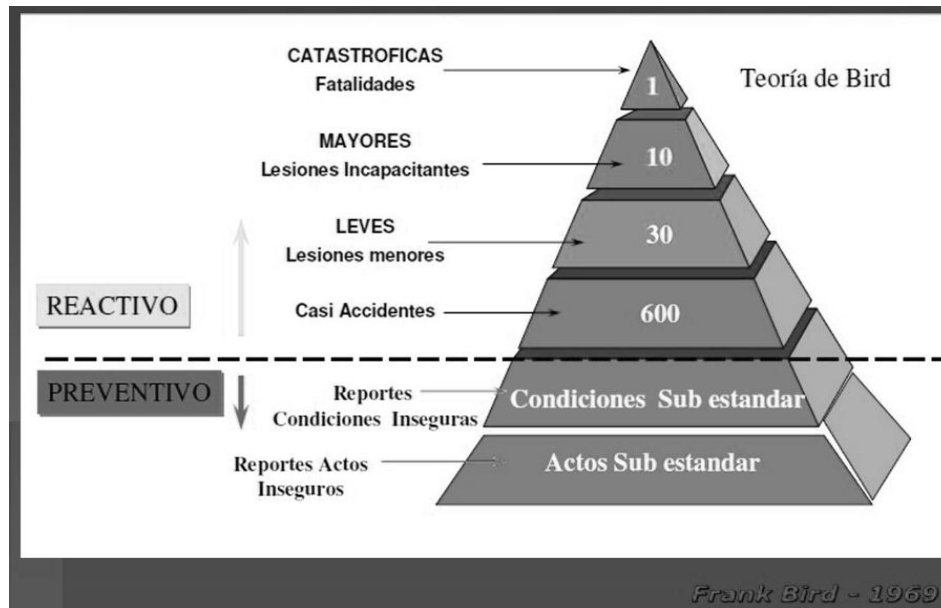 CATASTROFICAS
Fatalidades
1
Teoría de Bird
MAYORES
Lesiones Incapacitantes
10
LEVES
Lesiones menores
30
REACTIVO
Casi Accidentes
600
PREVENTIVO
Reportes
Condiciones Inseguras
Condiciones Sub estandar
Reportes Actos
Inseguros
Actos Sub estandar
Frank Bird - 1969